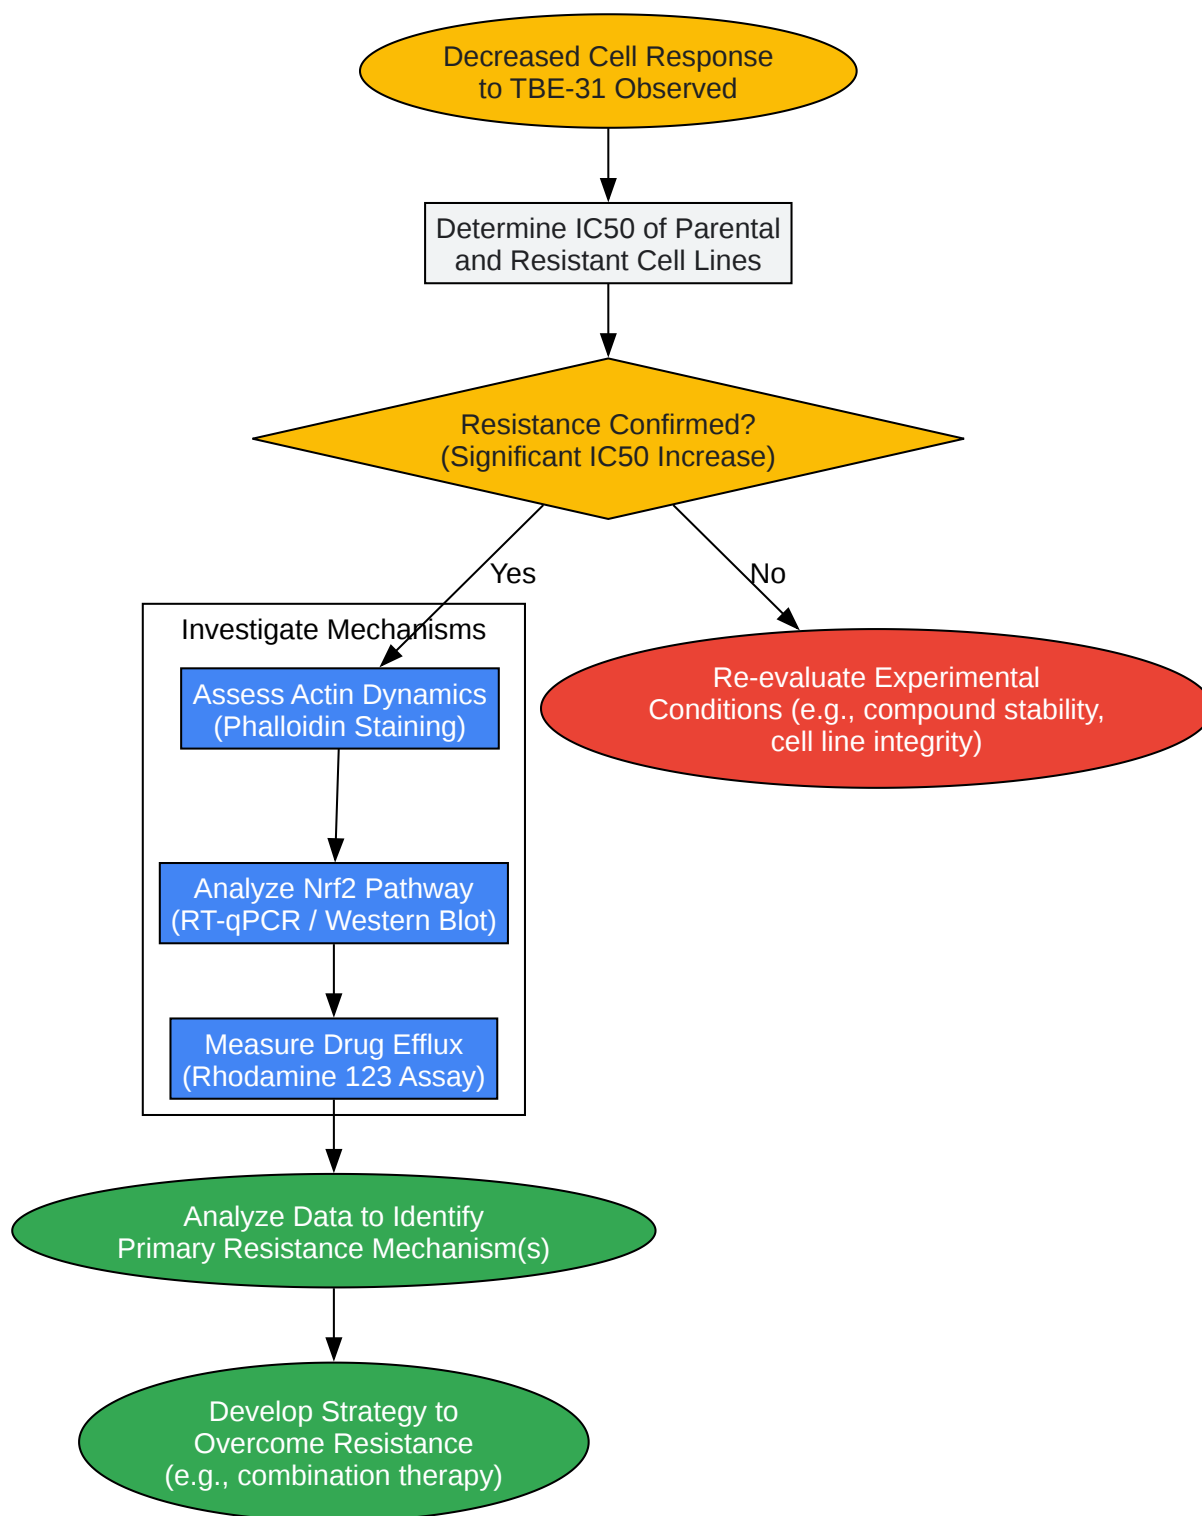 Decreased Cell Response
to TBE-31 Observed
Determine IC50 of Parental
and Resistant Cell Lines
Resistance Confirmed?
(Significant IC50 Increase)
Yes
No
Investigate Mechanisms
Assess Actin Dynamics
(Phalloidin Staining)
Re-evaluate Experimental
Conditions (e.g., compound stability,
cell line integrity)
Analyze Nrf2 Pathway
(RT-qPCR / Western Blot)
Measure Drug Efflux
(Rhodamine 123 Assay)
Analyze Data to Identify
Primary Resistance Mechanism(s)
Develop Strategy to
Overcome Resistance
(e.g., combination therapy)